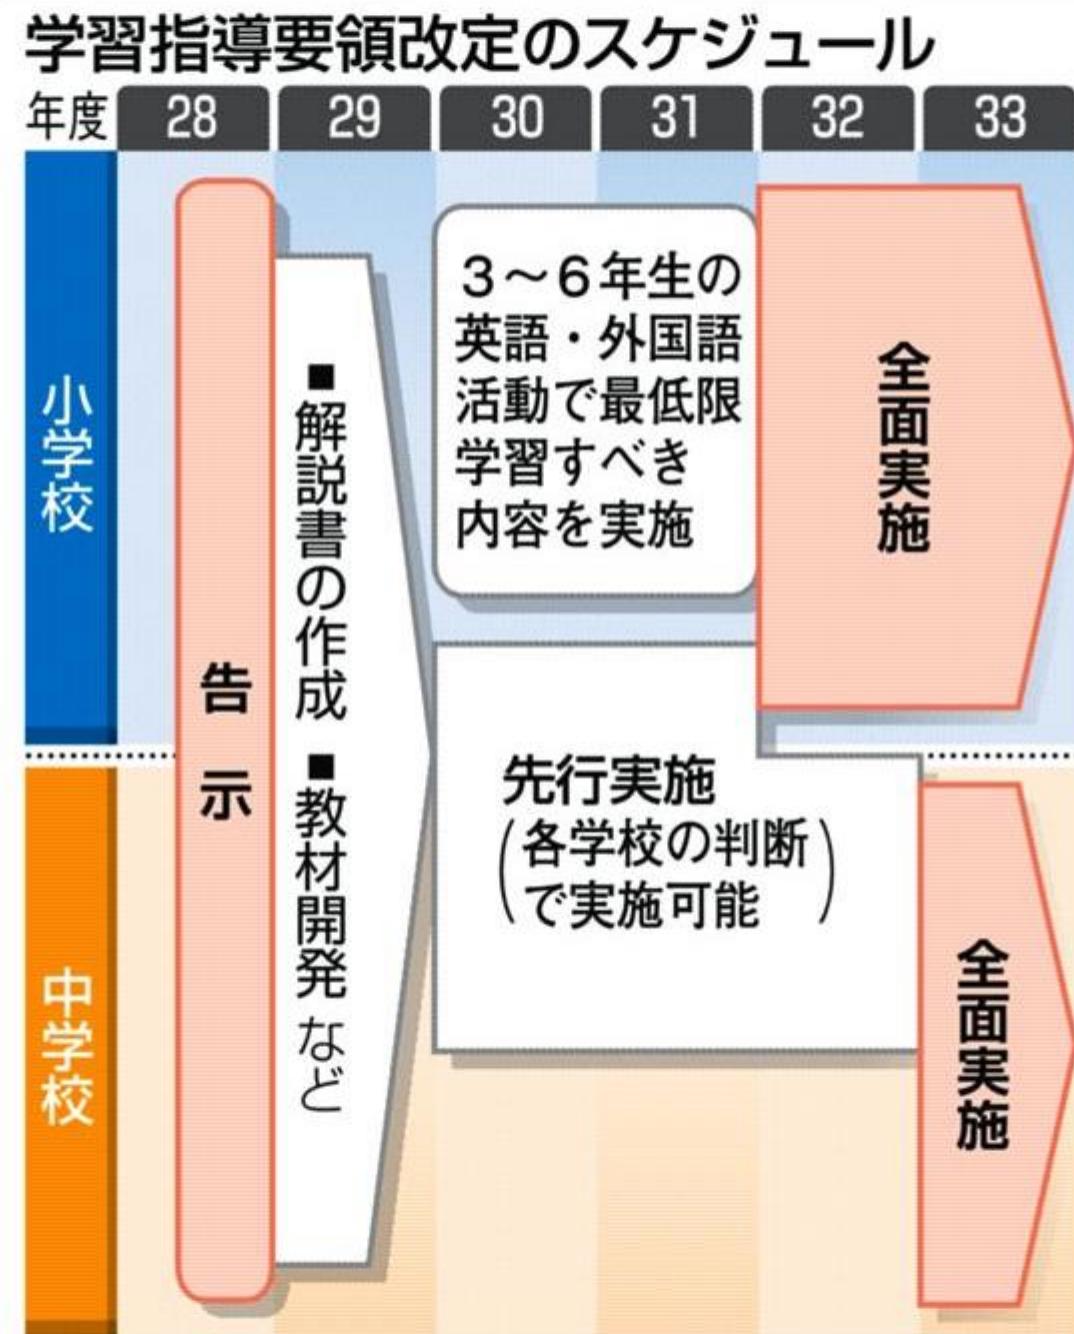 学習指導要領改定のスケジュール
年度 28 29 30 31 32 33
小学校
告示
■解説書の作成 ■教材開発 など
3〜6年生の
英語・外国語
活動で最低限
学習すべき
内容を実施
全面実施
先行実施
(各学校の判断
で実施可能)
中学校
全面実施